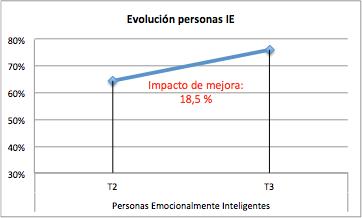 Evolución personas IE
80%
70%
60%
50%
40%
30%
Impacto de mejora:
18,5 %
T2 T3
Personas Emocionalmente Inteligentes